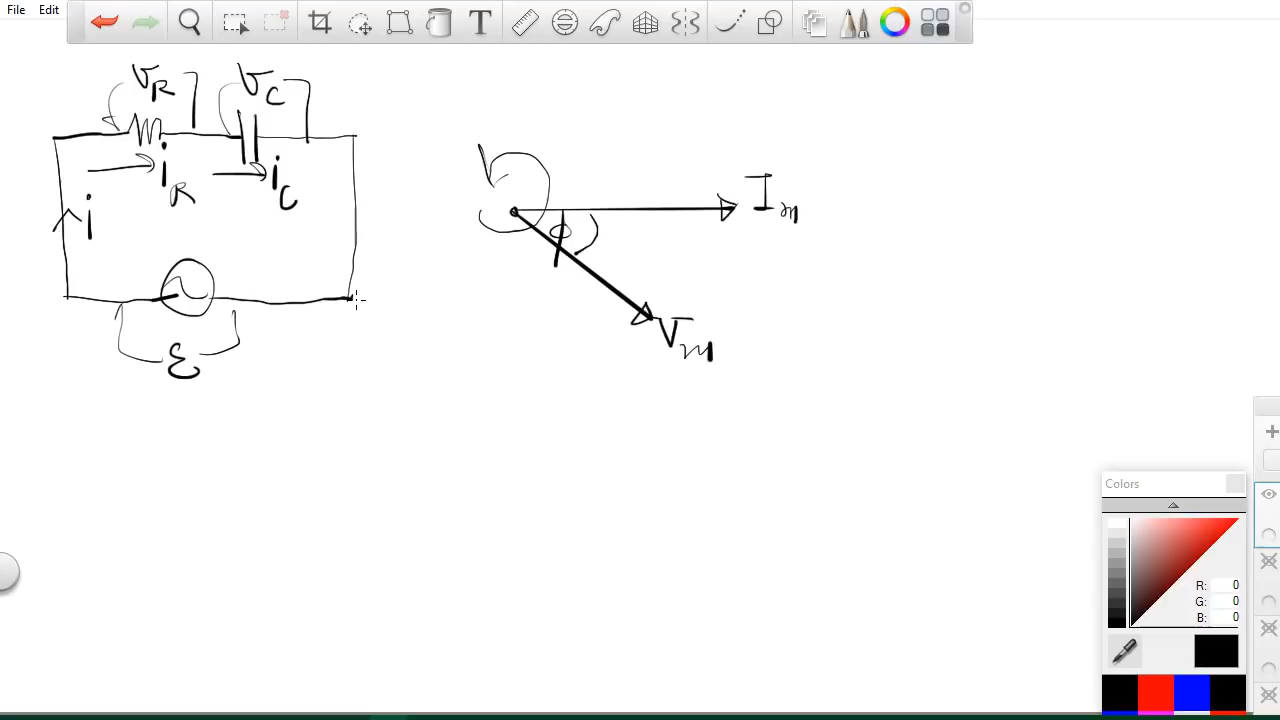 File Edit
T
v_R v_C
i i_R i_C
I_m
ϕ
V_m
ε
Colors
R: 0
G: 0
B: 0